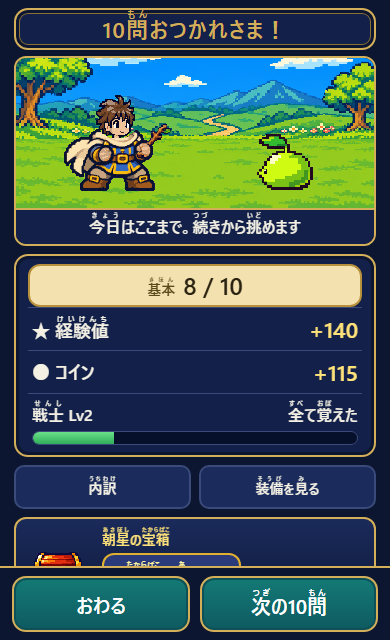 10問おつかれさま！
今日はここまで。続きから挑めます
基本 8 / 10
★ 経験値 +140
● コイン +115
戦士 Lv2 全て覚えた
内訳 装備を見る
朝星の宝箱
おわる 次の10問